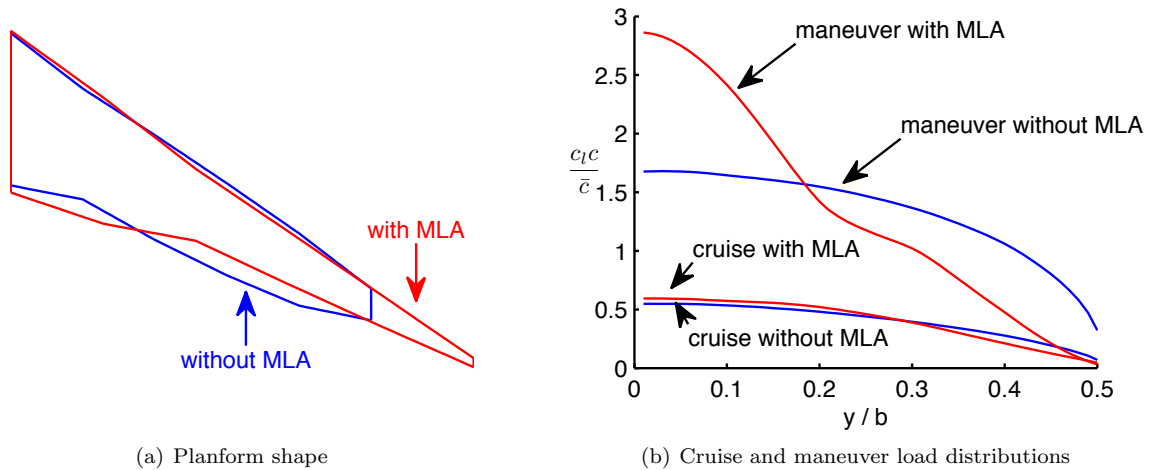 with MLA
without MLA
(a) Planform shape
3
2.5
2
1.5
1
0.5
0
c_l c
c̄
maneuver with MLA
maneuver without MLA
cruise with MLA
cruise without MLA
0
0.1
0.2
0.3
0.4
0.5
y / b
(b) Cruise and maneuver load distributions